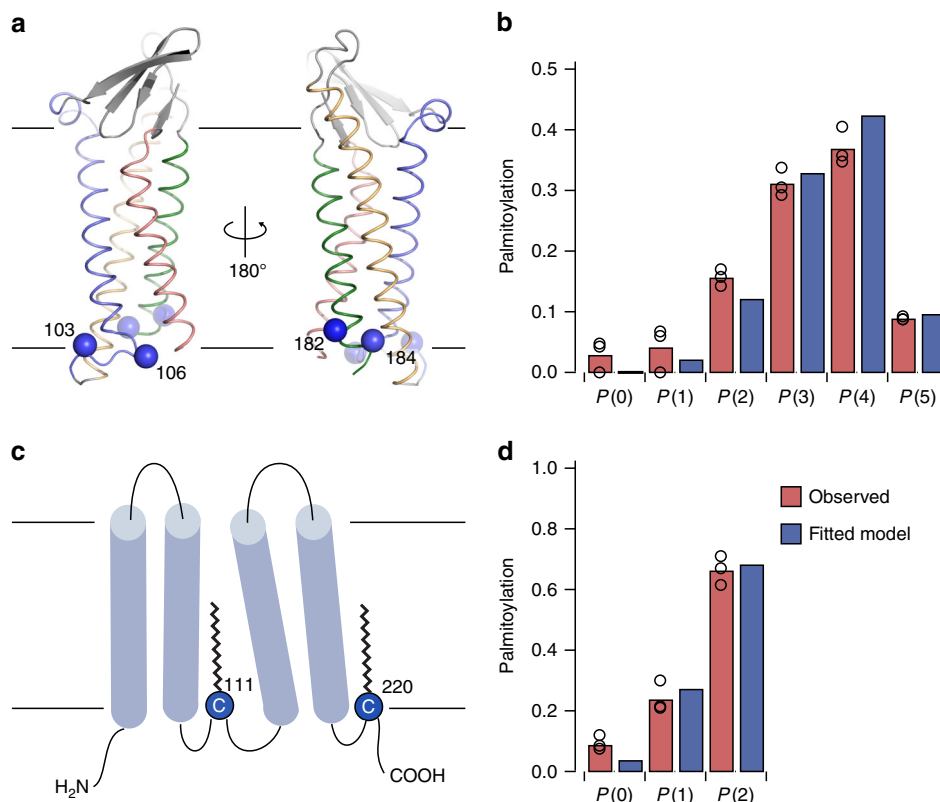 a
103
106
180°
182
184
b
Palmitoylation
0.5
0.4
0.3
0.2
0.1
0.0
P(0) P(1) P(2) P(3) P(4) P(5)
c
C
111
C
220
H₂N
COOH
d
Palmitoylation
1.0
0.8
0.6
0.4
0.2
0.0
P(0) P(1) P(2)
Observed
Fitted model